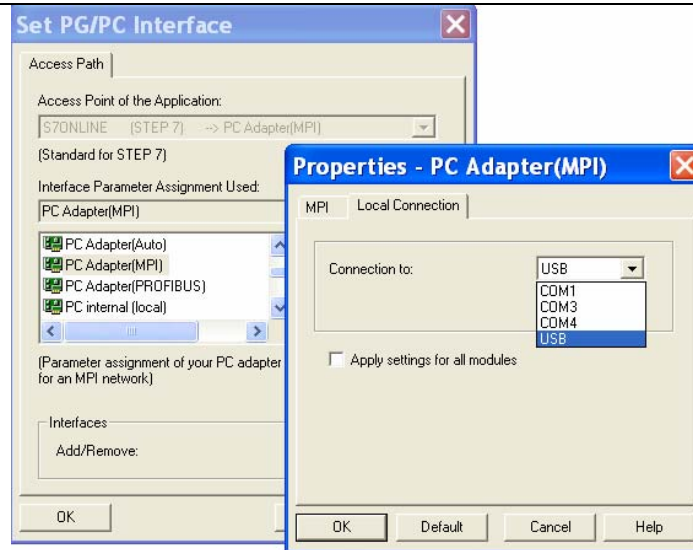 Set PG/PC Interface
Access Path
Access Point of the Application:
S7ONLINE (STEP 7) --> PC Adapter(MPI)
(Standard for STEP 7)
Interface Parameter Assignment Used:
PC Adapter(MPI)
PC Adapter(Auto)
PC Adapter(MPI)
PC Adapter(PROFIBUS)
PC internal (local)
(Parameter assignment of your PC adapter
for an MPI network)
Interfaces
Add/Remove:
OK
Properties - PC Adapter(MPI)
MPI Local Connection
Connection to: USB
COM1
COM3
COM4
USB
Apply settings for all modules
OK Default Cancel Help